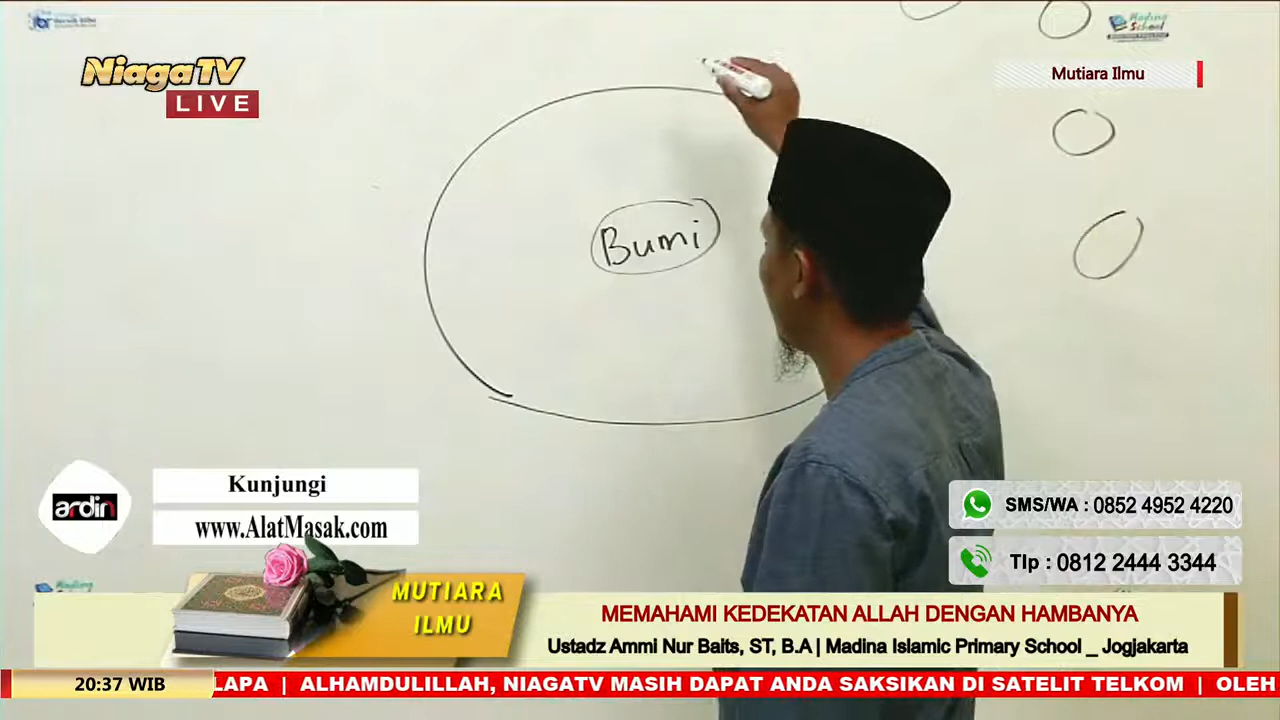 NiagaTV
LIVE
Mading School
Mutiara Ilmu
Bumi
ardin
Kunjungi
www.AlatMasak.com
SMS/WA : 0852 4952 4220
Tlp : 0812 2444 3344
MUTIARA
ILMU
MEMAHAMI KEDEKATAN ALLAH DENGAN HAMBANYA
Ustadz Ammi Nur Baits, ST, B.A | Madina Islamic Primary School _ Jogjakarta
20:37 WIB
LAPA | ALHAMDULILLAH, NIAGATV MASIH DAPAT ANDA SAKSIKAN DI SATELIT TELKOM | OLEH